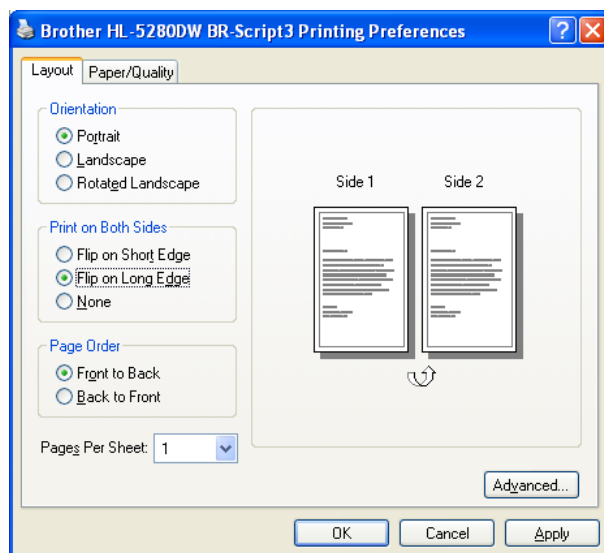 Brother HL-5280DW BR-Script3 Printing Preferences
Layout Paper/Quality
Orientation
Portrait
Landscape
Rotated Landscape
Print on Both Sides
Flip on Short Edge
Flip on Long Edge
None
Page Order
Front to Back
Back to Front
Pages Per Sheet: 1
Side 1 Side 2
Advanced...
OK Cancel Apply